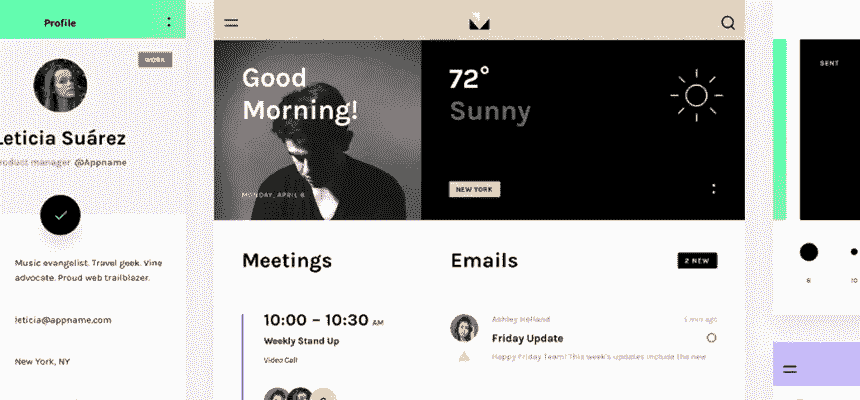 Profile
WORK
Leticia Suárez
product manager @Appname
Music evangelist. Travel geek. Vine
advocate. Proud web trailblazer.
leticia@appname.com
New York, NY
Good
Morning!
MONDAY, APRIL 6
72°
Sunny
NEW YORK
Meetings
10:00 – 10:30 AM
Weekly Stand Up
Video Call
Emails
2 NEW
Ashley Holland
5 min ago
Friday Update
Happy Friday Team! This week's updates include the new
SENT
10